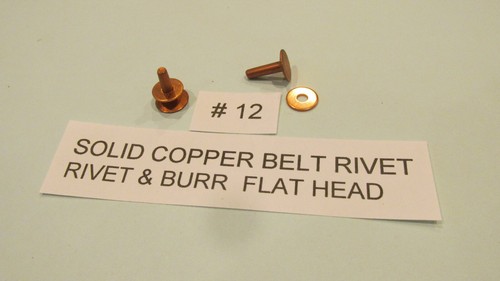 # 12
SOLID COPPER BELT RIVET
RIVET & BURR FLAT HEAD